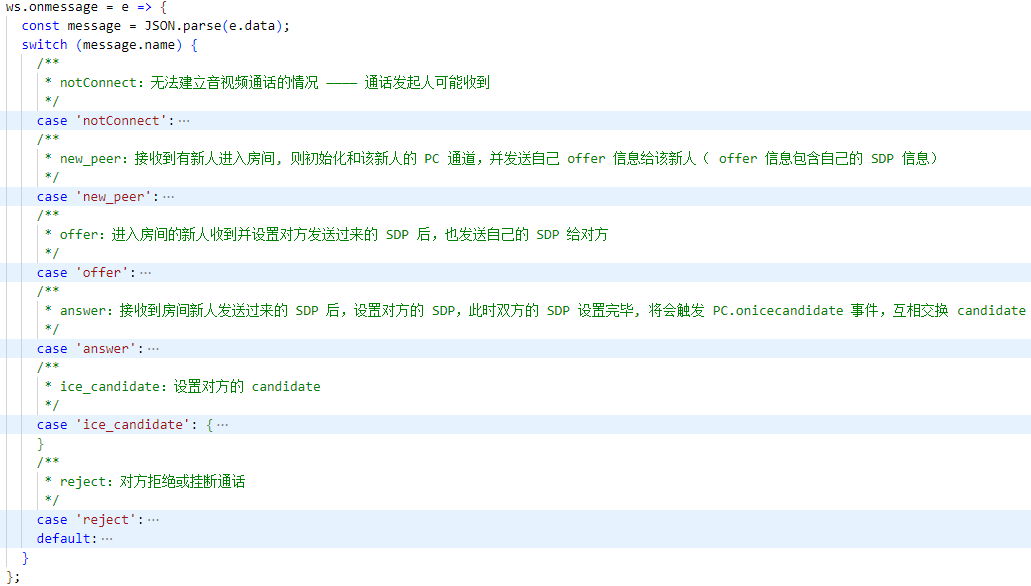 ws.onmessage = e => {
const message = JSON.parse(e.data);
switch (message.name) {
/**
* notConnect：无法建立音视频通话的情况 ———— 通话发起人可能收到
*/
case 'notConnect':···
/**
* new_peer：接收到有新人进入房间, 则初始化和该新人的 PC 通道，并发送自己 offer 信息给该新人（ offer 信息包含自己的 SDP 信息）
*/
case 'new_peer':···
/**
* offer：进入房间的新人收到并设置对方发送过来的 SDP 后，也发送自己的 SDP 给对方
*/
case 'offer':···
/**
* answer：接收到房间新人发送过来的 SDP 后，设置对方的 SDP，此时双方的 SDP 设置完毕, 将会触发 PC.onicecandidate 事件，互相交换 candidate
*/
case 'answer':···
/**
* ice_candidate：设置对方的 candidate
*/
case 'ice_candidate': {···
}
/**
* reject：对方拒绝或挂断通话
*/
case 'reject':···
default:···
}
};